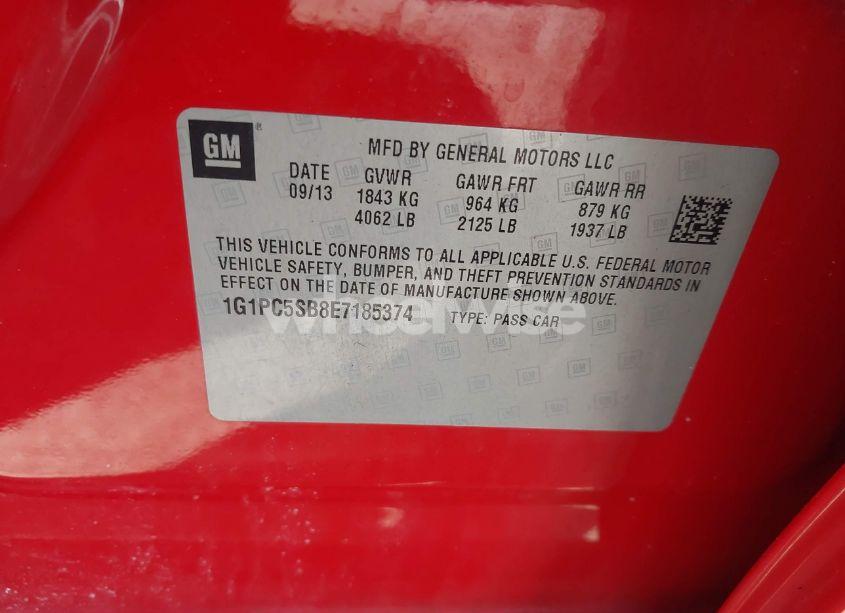 GM
MFD BY GENERAL MOTORS LLC
DATE GVWR GAWR FRT GAWR RR
09/13 1843 KG 964 KG 879 KG
4062 LB 2125 LB 1937 LB
THIS VEHICLE CONFORMS TO ALL APPLICABLE U.S. FEDERAL MOTOR
VEHICLE SAFETY, BUMPER, AND THEFT PREVENTION STANDARDS IN
EFFECT ON THE DATE OF MANUFACTURE SHOWN ABOVE.
1G1PC5SB8E7185374 TYPE: PASS CAR
wheelwise